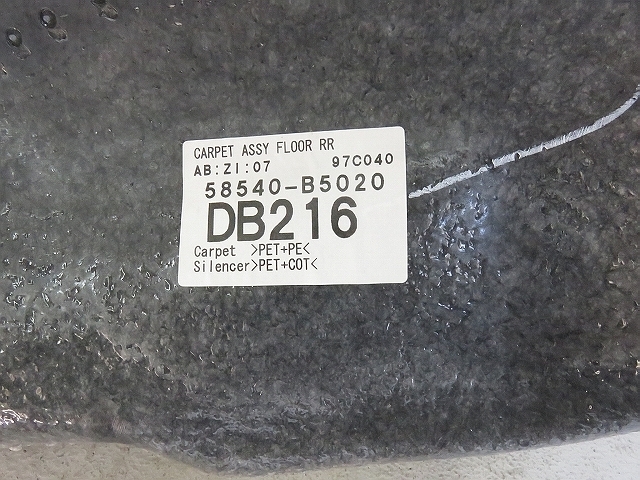 CARPET ASSY FLOOR RR
AB:ZI:07 97C040
58540-B5020
DB216
Carpet >PET+PE<
Silencer>PET+COT<